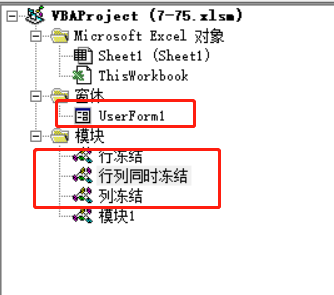 VBAProject (7-75.xlsm)
Microsoft Excel 对象
Sheet1 (Sheet1)
ThisWorkbook
窗体
UserForm1
模块
行冻结
行列同时冻结
列冻结
模块1